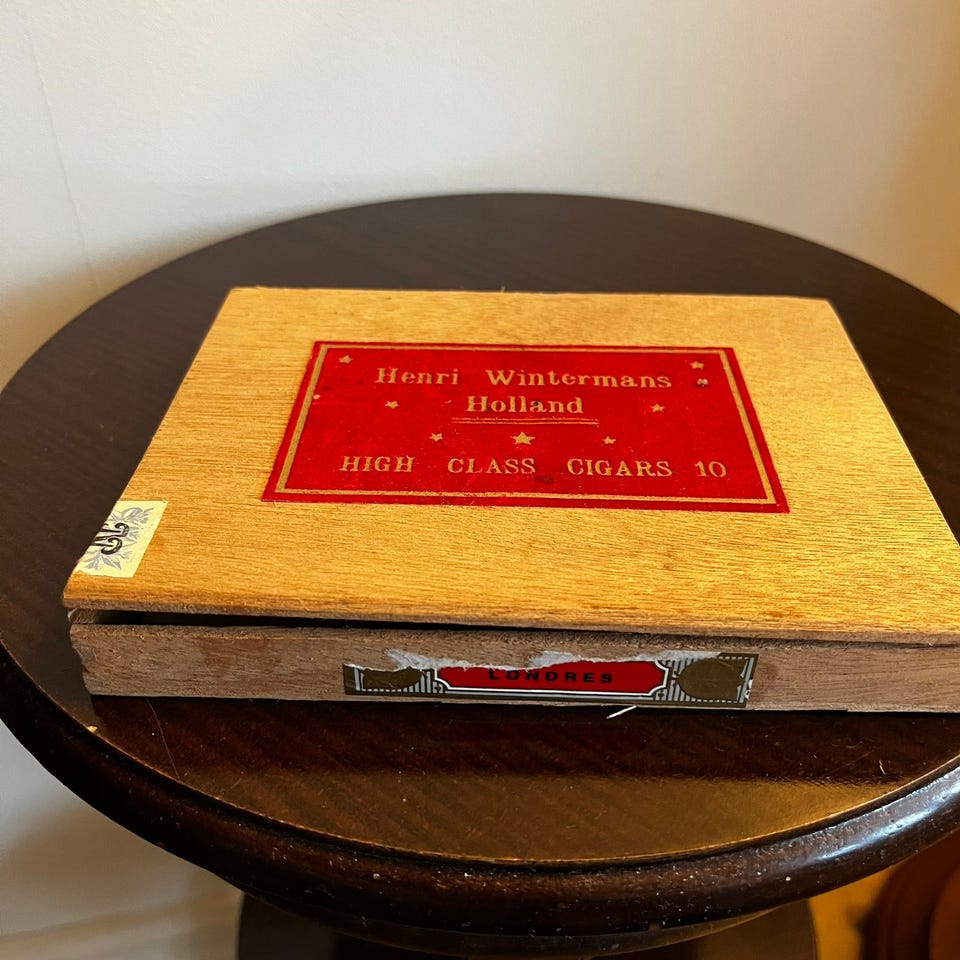 Henri Wintermans
Holland
HIGH CLASS CIGARS 10
LONDRES